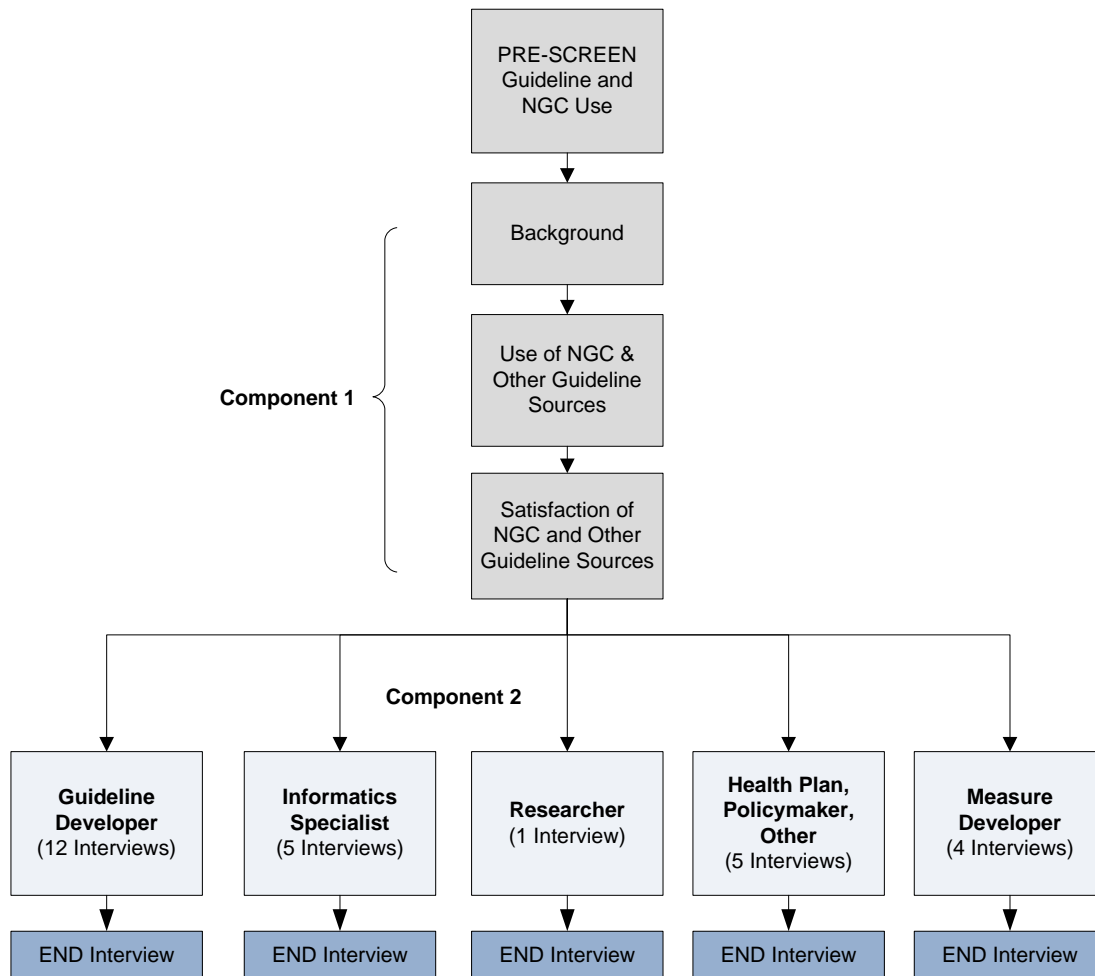 PRE-SCREEN
Guideline and
NGC Use
Background
Component 1
Use of NGC &
Other Guideline
Sources
Satisfaction of
NGC and Other
Guideline Sources
Component 2
Guideline
Developer
(12 Interviews)
Informatics
Specialist
(5 Interviews)
Researcher
(1 Interview)
Health Plan,
Policymaker,
Other
(5 Interviews)
Measure
Developer
(4 Interviews)
END Interview
END Interview
END Interview
END Interview
END Interview